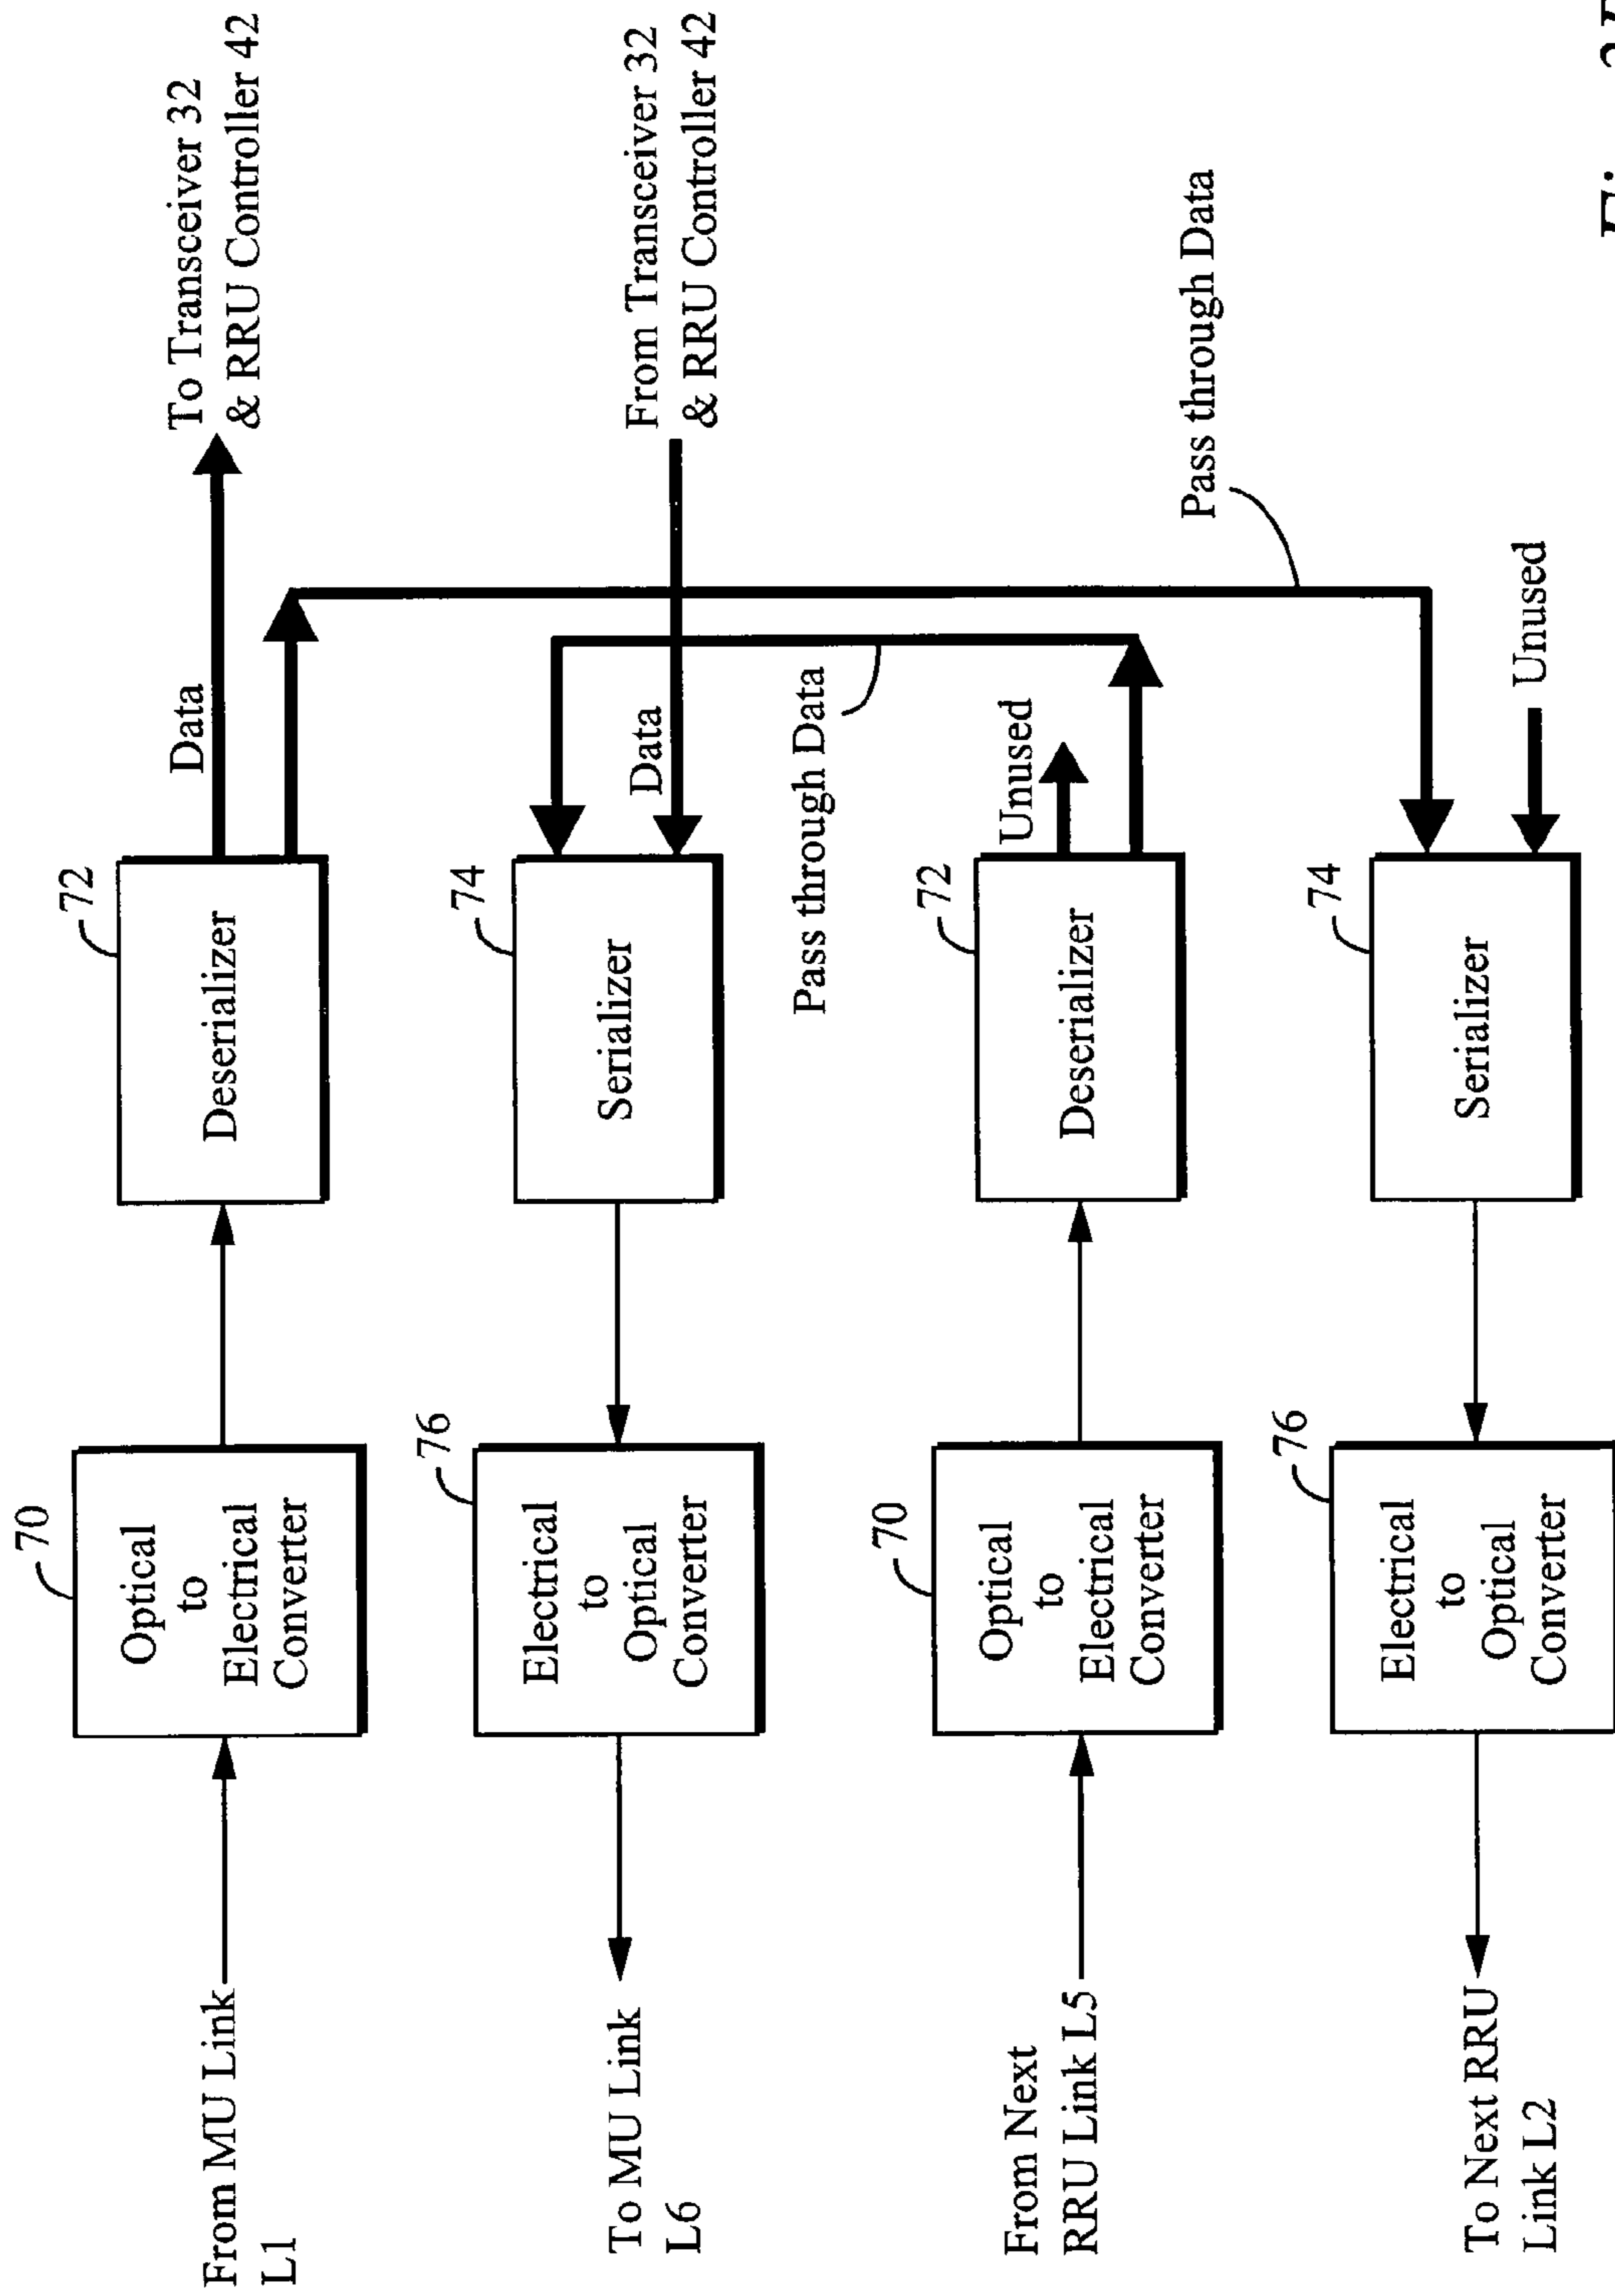 From MU Link
L1
70
Optical
to
Electrical
Converter
72
Deserializer
Data
To Transceiver 32
& RRU Controller 42
To MU Link
L6
76
Electrical
to
Optical
Converter
74
Serializer
Data
From Transceiver 32
& RRU Controller 42
Pass through Data
From Next
RRU Link L5
70
Optical
to
Electrical
Converter
72
Deserializer
Unused
Pass through Data
To Next RRU
Link L2
76
Electrical
to
Optical
Converter
74
Serializer
Unused